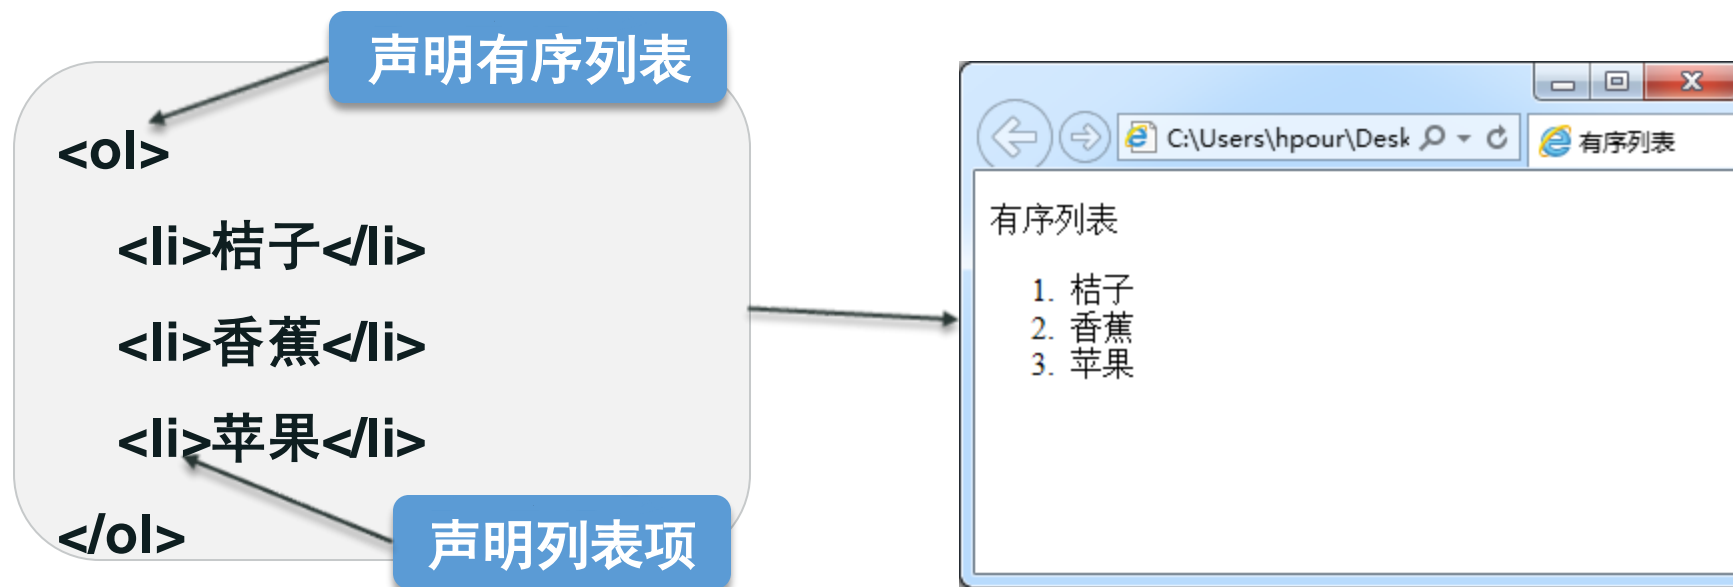 声明有序列表
<ol>
<li>桔子</li>
<li>香蕉</li>
<li>苹果</li>
</ol>
声明列表项
C:\Users\hpour\Desk
有序列表
有序列表
1. 桔子
2. 香蕉
3. 苹果